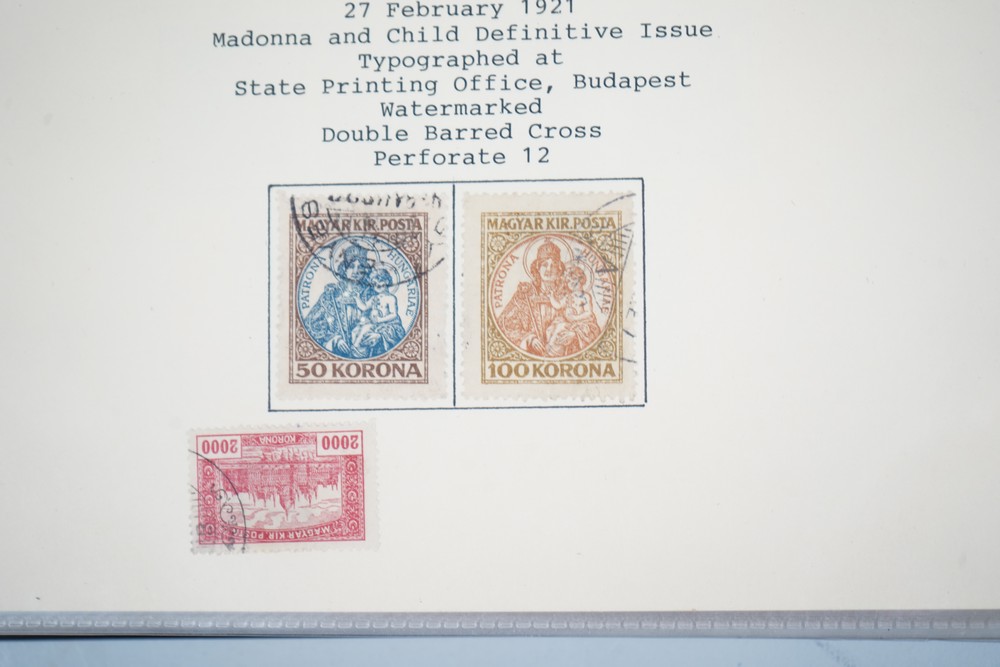 27 February 1921
Madonna and Child Definitive Issue
Typographed at
State Printing Office, Budapest
Watermarked
Double Barred Cross
Perforate 12
MAGYAR KIR. POSTA
PATRONA HUNGARIAE
50 KORONA
MAGYAR KIR. POSTA
PATRONA HUNGARIAE
100 KORONA
MAGYAR KIR POSTA
KORONA
2000 2000